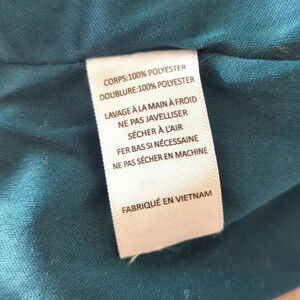 CORPS:100% POLYESTER
DOUBLURE:100% POLYESTER
LAVAGE À LA MAIN À FROID
NE PAS JAVELLISER
SÉCHER À L'AIR
FER BAS SI NÉCESSAIRE
NE PAS SÉCHER EN MACHINE
FABRIQUÉ EN VIETNAM